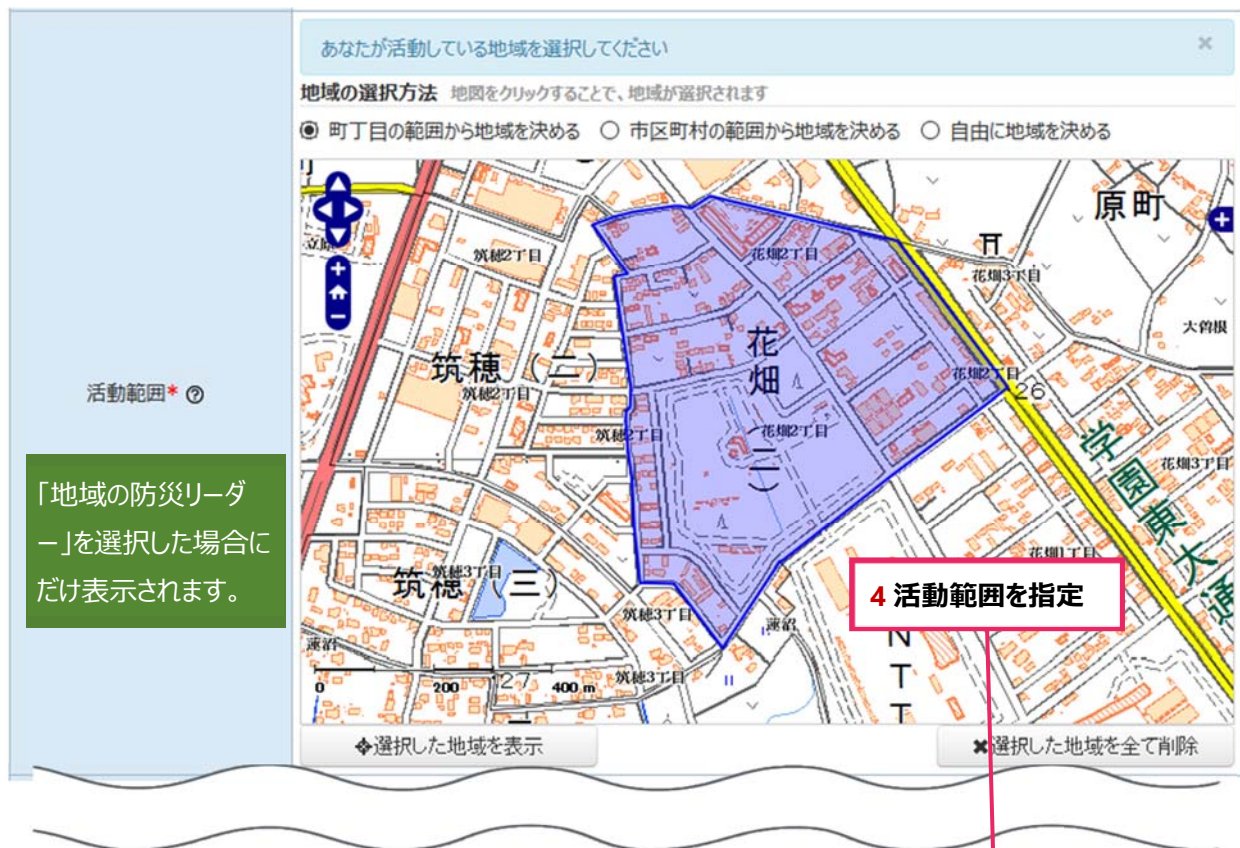 あなたが活動している地域を選択してください ×
地域の選択方法 地図をクリックすることで、地域が選択されます
町丁目の範囲から地域を決める 市区町村の範囲から地域を決める 自由に地域を決める
活動範囲*
「地域の防災リーダ
ー」を選択した場合に
だけ表示されます。
原町
筑穂2丁目
花畑2丁目
花畑3丁目
大曽根
筑穂(二)
筑穂2丁目
花畑(二)
花畑2丁目
26
筑穂2丁目
花畑2丁目
学園東大通
花畑3丁目
花畑1丁目
筑穂(三)
筑穂3丁目
4 活動範囲を指定
筑穂3丁目
蓮沼
蓮沼
NTT
筑穂3丁目
0 200 400 m
127
選択した地域を表示
選択した地域を全て削除